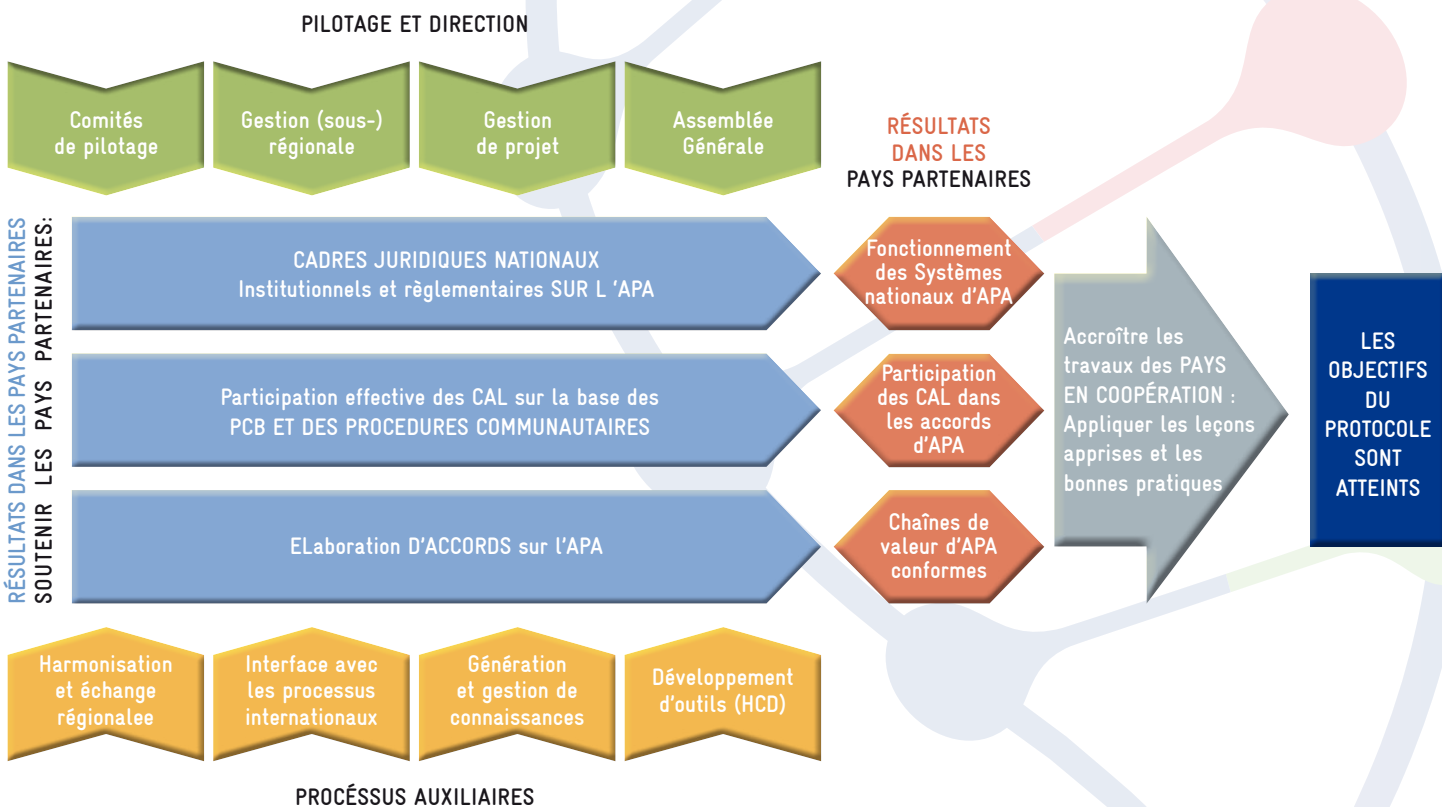 PILOTAGE ET DIRECTION
Comités
de pilotage
Gestion (sous-)
régionale
Gestion
de projet
Assemblée
Générale
RÉSULTATS
DANS LES
PAYS PARTENAIRES
RÉSULTATS DANS LES PAYS PARTENAIRES
SOUTENIR LES PAYS PARTENAIRES:
CADRES JURIDIQUES NATIONAUX
Institutionnels et règlementaires SUR L 'APA
Participation effective des CAL sur la base des
PCB ET DES PROCEDURES COMMUNAUTAIRES
ELaboration D'ACCORDS sur l'APA
Fonctionnement
des Systèmes
nationaux d'APA
Participation
des CAL dans
les accords
d'APA
Chaînes de
valeur d'APA
conformes
Accroître les
travaux des PAYS
EN COOPÉRATION :
Appliquer les leçons
apprises et les
bonnes pratiques
LES
OBJECTIFS
DU
PROTOCOLE
SONT
ATTEINTS
Harmonisation
et échange
régionalee
Interface avec
les processus
internationaux
Génération
et gestion de
connaissances
Développement
d'outils (HCD)
PROCÉSSUS AUXILIAIRES